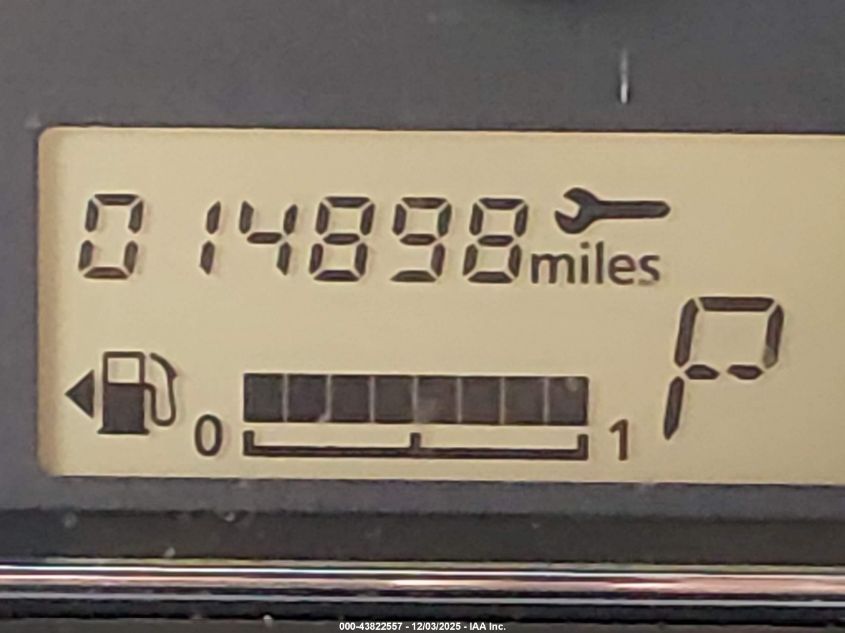 014898 miles
P
0 1
000-43822557 - 12/03/2025 - IAA Inc.